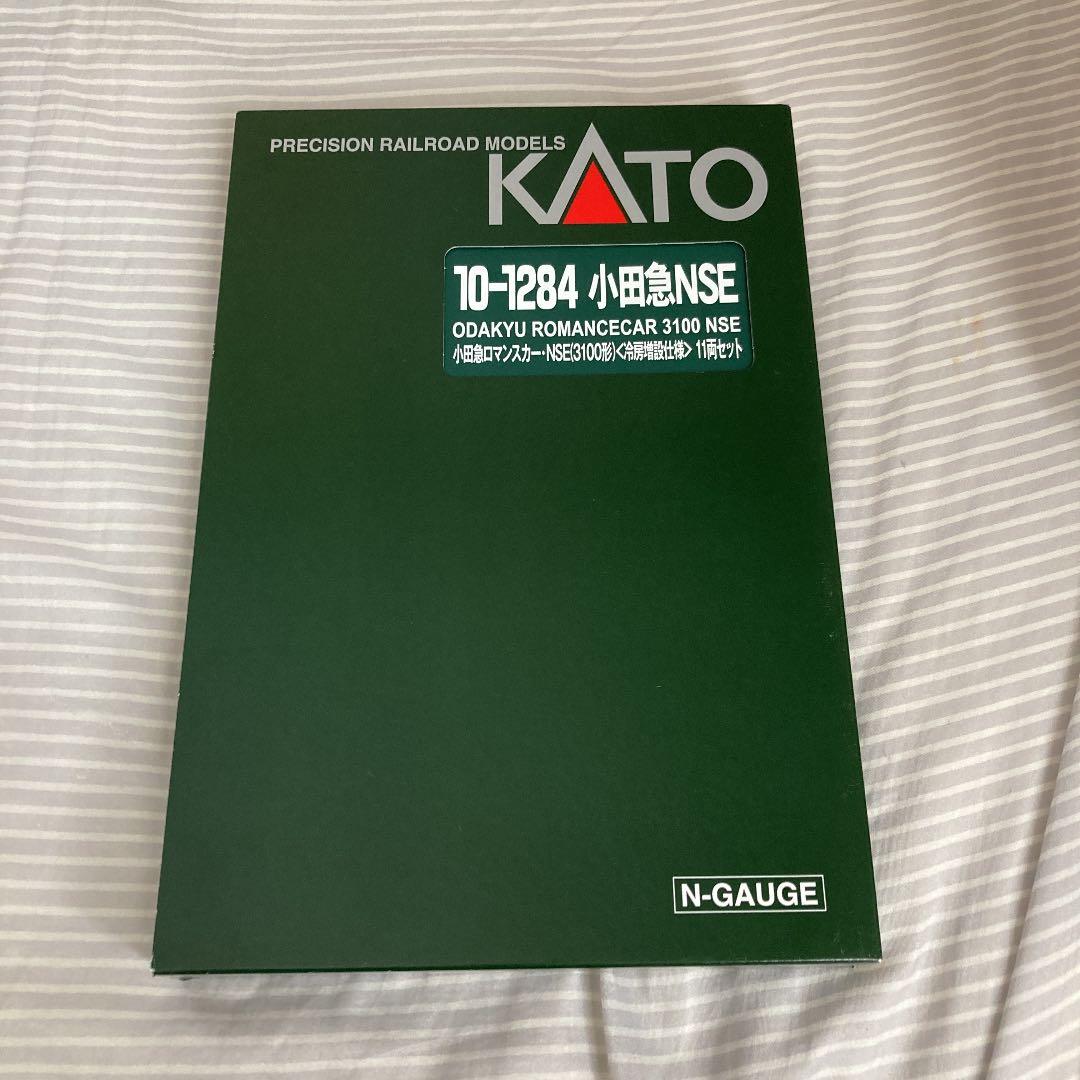 PRECISION RAILROAD MODELS
KATO
10-1284 小田急NSE
ODAKYU ROMANCECAR 3100 NSE
小田急ロマンスカー・NSE(3100形)<冷房増設仕様> 11両セット
N-GAUGE